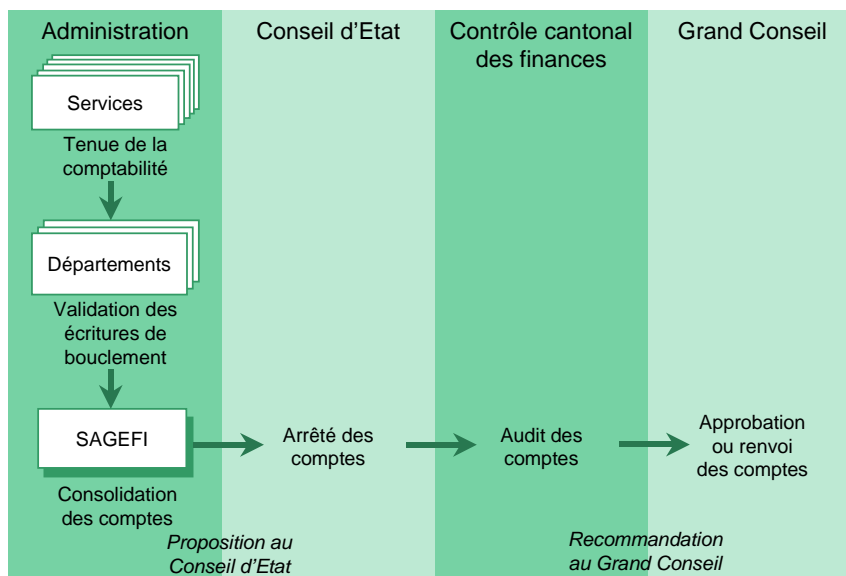 Administration
Services
Tenue de la
comptabilité
Départements
Validation des
écritures de
bouclement
SAGEFI
Consolidation
des comptes
Proposition au
Conseil d'Etat
Conseil d'Etat
Arrêté des
comptes
Contrôle cantonal
des finances
Audit des
comptes
Recommandation
au Grand Conseil
Grand Conseil
Approbation
ou renvoi
des comptes